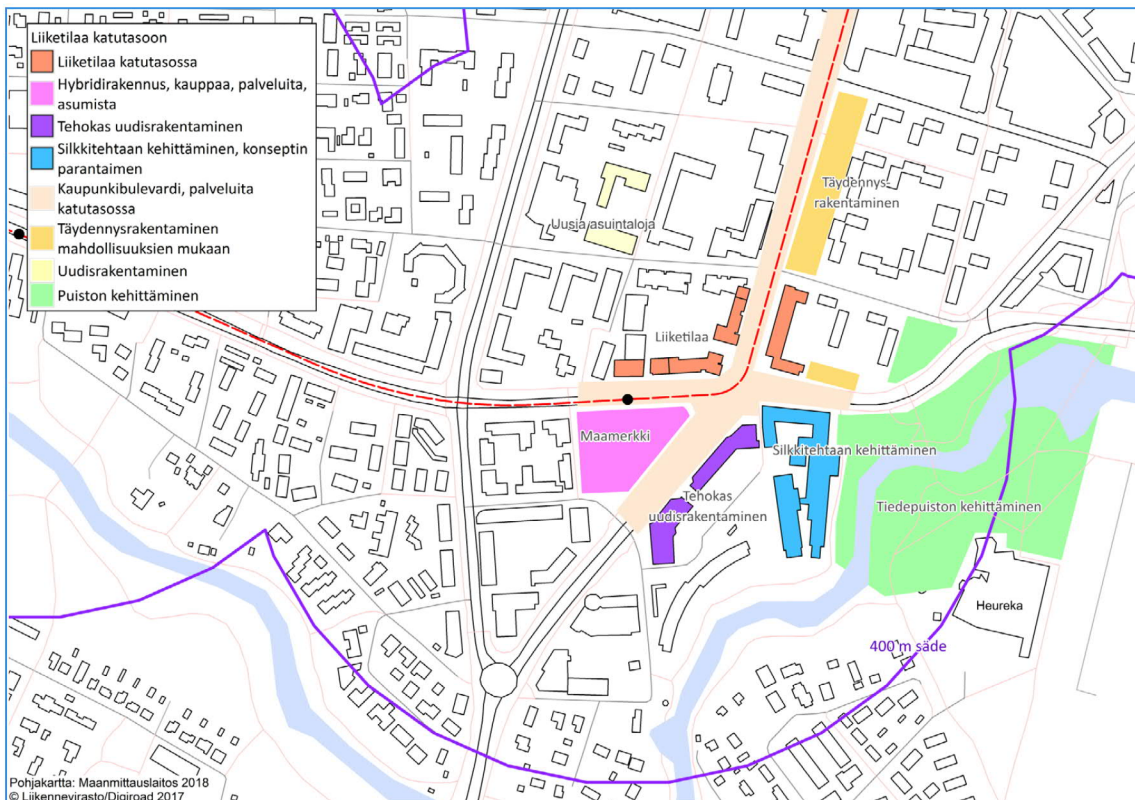 Liiketilaa katutasoon
Liiketilaa katutasossa
Hybridirakennus, kauppaa, palveluita,
asumista
Tehokas uudisrakentaminen
Silkkitehtaan kehittäminen, konseptin
parantaimen
Kaupunkibulevardi, palveluita
katutasossa
Täydennysrakentaminen
mahdollisuuksien mukaan
Uudisrakentaminen
Puiston kehittäminen
Täydennys-
rakentaminen
Uusia asuintaloja
Liiketilaa
Maamerkki
Silkkitehtaan kehittäminen
Tehokas
uudisrakentaminen
Tiedepuiston kehittäminen
Heureka
400 m säde
Pohjakartta: Maanmittauslaitos 2018
© Liikennevirasto/Digiroad 2017